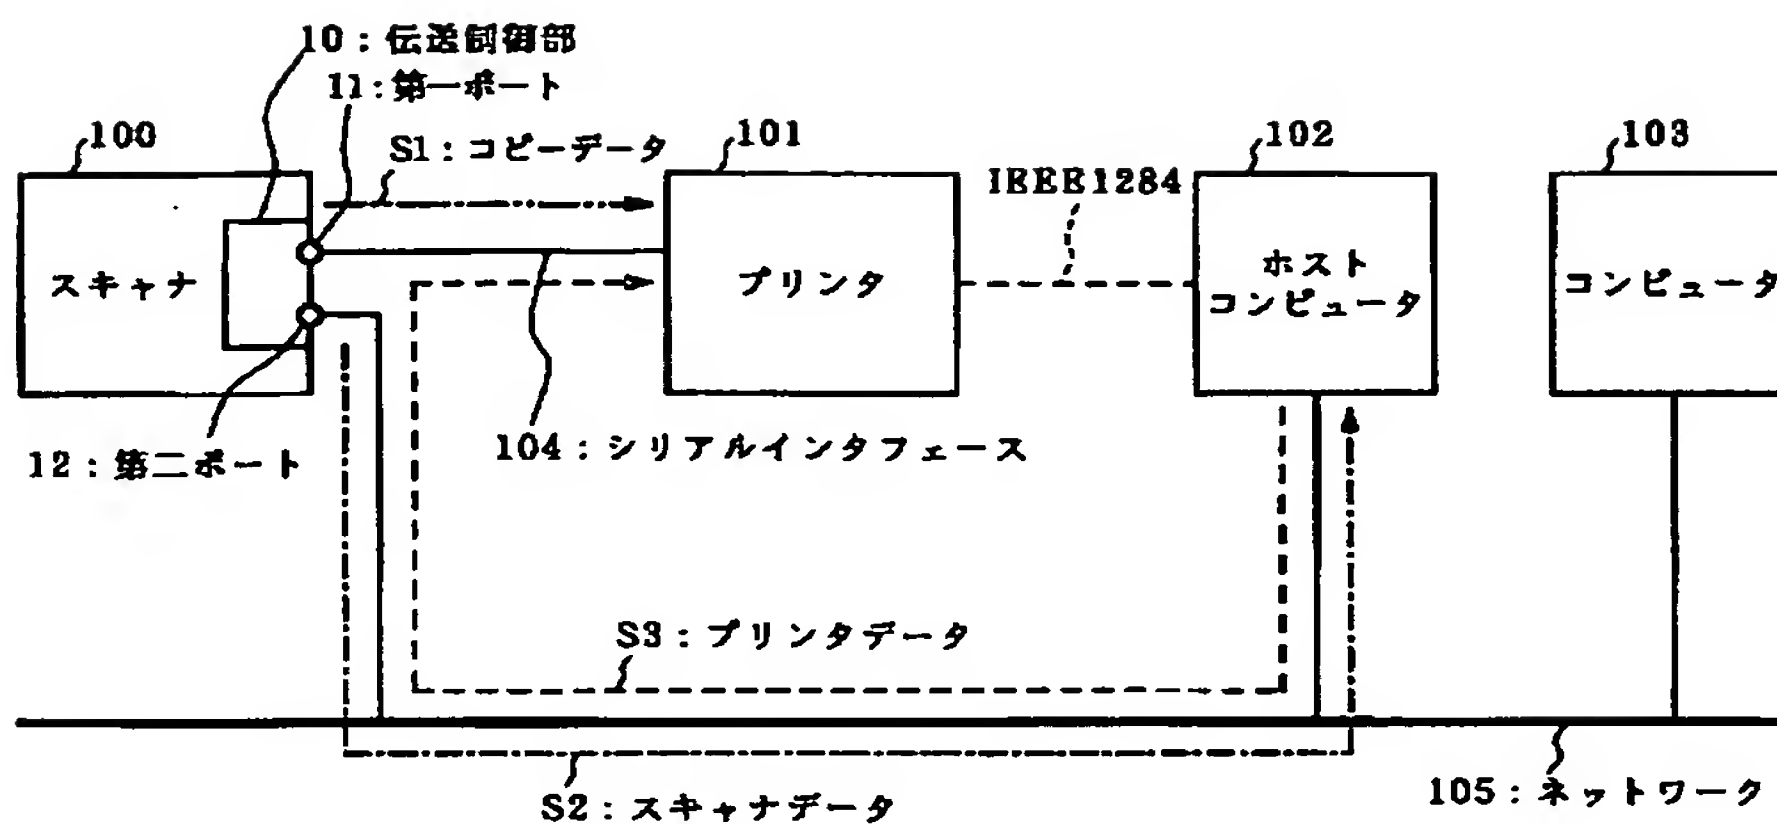 10：伝送制御部
11：第一ポート
100
S1：コピーデータ
101
IEEE1284
102
103
スキャナ
プリンタ
ホスト
コンピュータ
コンピュータ
12：第二ポート
104：シリアルインタフェース
S3：プリンタデータ
S2：スキャナデータ
105：ネットワーク